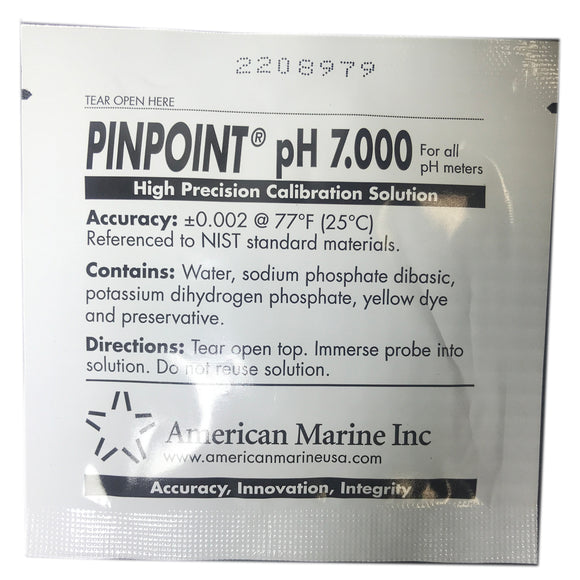 2208979
TEAR OPEN HERE
PINPOINT® pH 7.000 For all
pH meters
High Precision Calibration Solution
Accuracy: ±0.002 @ 77°F (25°C)
Referenced to NIST standard materials.
Contains: Water, sodium phosphate dibasic,
potassium dihydrogen phosphate, yellow dye
and preservative.
Directions: Tear open top. Immerse probe into
solution. Do not reuse solution.
American Marine Inc
www.americanmarineusa.com
Accuracy, Innovation, Integrity